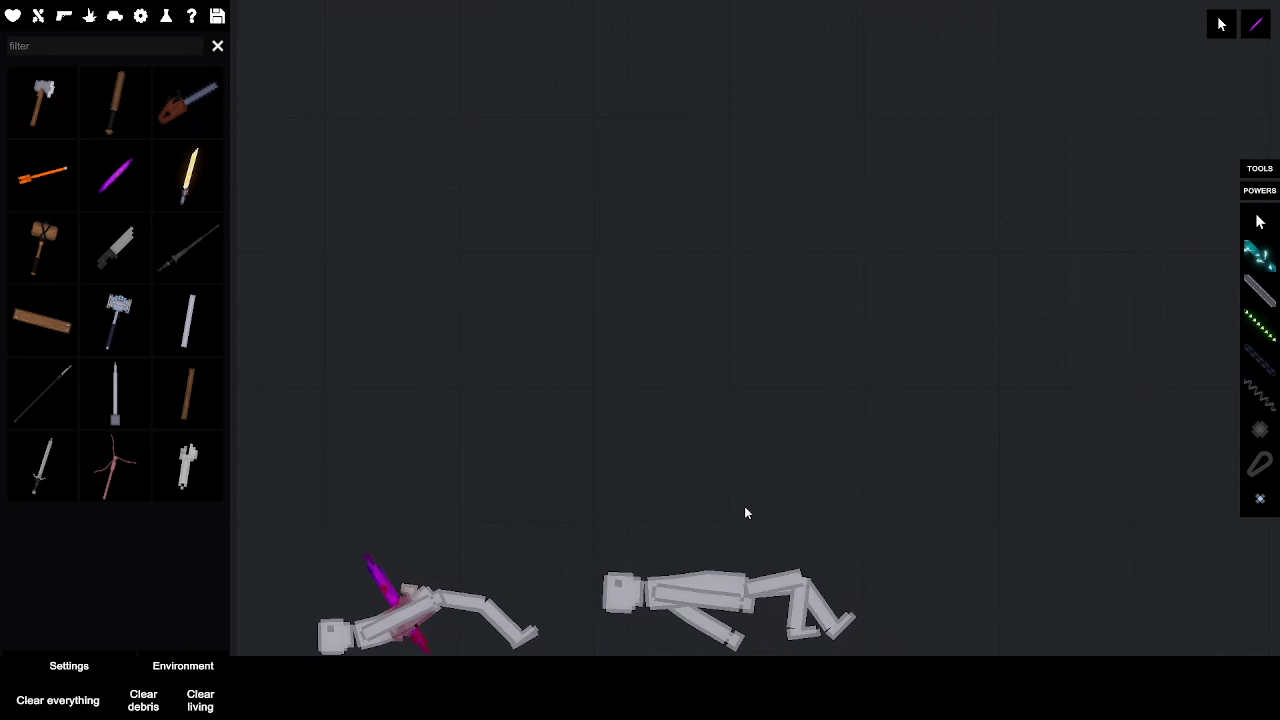 filter
TOOLS
POWERS
Settings
Environment
Clear everything
Clear
debris
Clear
living